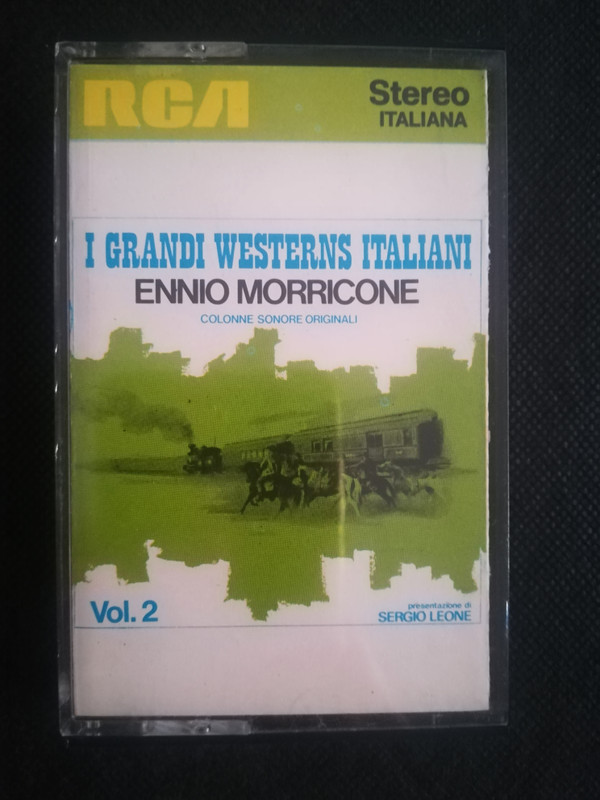 RCA
Stereo
ITALIANA
I GRANDI WESTERNS ITALIANI
ENNIO MORRICONE
COLONNE SONORE ORIGINALI
Vol. 2
presentazione di
SERGIO LEONE